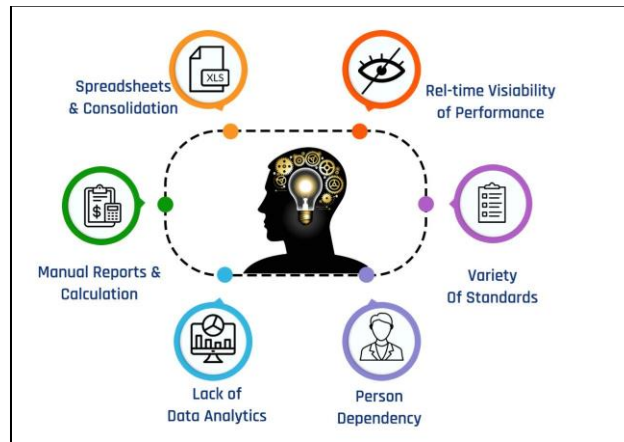 XLS
Spreadsheets
& Consolidation
Rel-time Visiability
of Performance
$
Manual Reports &
Calculation
Variety
Of Standards
Lack of
Data Analytics
Person
Dependency